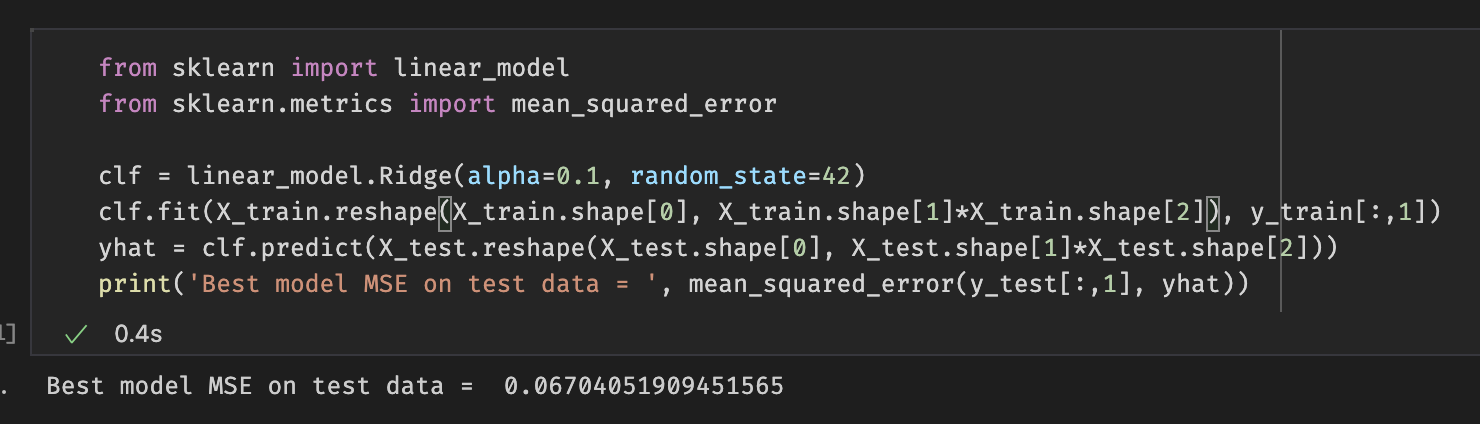 from sklearn import linear_model
from sklearn.metrics import mean_squared_error
clf = linear_model.Ridge(alpha=0.1, random_state=42)
clf.fit(X_train.reshape(X_train.shape[0], X_train.shape[1]*X_train.shape[2]), y_train[:,1])
yhat = clf.predict(X_test.reshape(X_test.shape[0], X_test.shape[1]*X_test.shape[2]))
print('Best model MSE on test data = ', mean_squared_error(y_test[:,1], yhat))
1] ✓ 0.4s
Best model MSE on test data =  0.06704051909451565